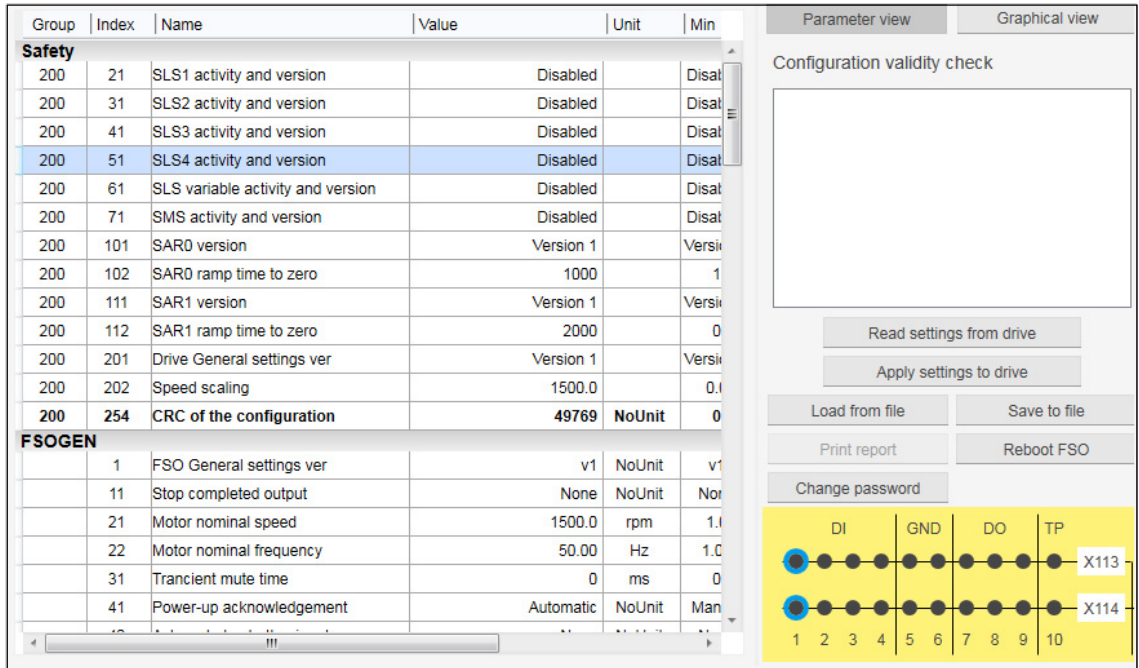 Group Index Name Value Unit Min
Safety
200 21 SLS1 activity and version Disabled
200 31 SLS2 activity and version Disabled
200 41 SLS3 activity and version Disabled
200 51 SLS4 activity and version Disabled
200 61 SLS variable activity and version Disabled
200 71 SMS activity and version Disabled
200 101 SAR0 version Version 1
200 102 SAR0 ramp time to zero 1000 1
200 111 SAR1 version Version 1
200 112 SAR1 ramp time to zero 2000 0
200 201 Drive General settings ver Version 1
200 202 Speed scaling 1500.0
200 254 CRC of the configuration 49769 NoUnit 0
FSOGEN
1 FSO General settings ver v1 NoUnit v1
11 Stop completed output None NoUnit
21 Motor nominal speed 1500.0 rpm
22 Motor nominal frequency 50.00 Hz
31 Trancient mute time 0 ms 0
41 Power-up acknowledgement Automatic NoUnit
Parameter view Graphical view
Configuration validity check
Read settings from drive
Apply settings to drive
Load from file Save to file
Print report Reboot FSO
Change password
DI GND DO TP
X113
X114
1 2 3 4 5 6 7 8 9 10